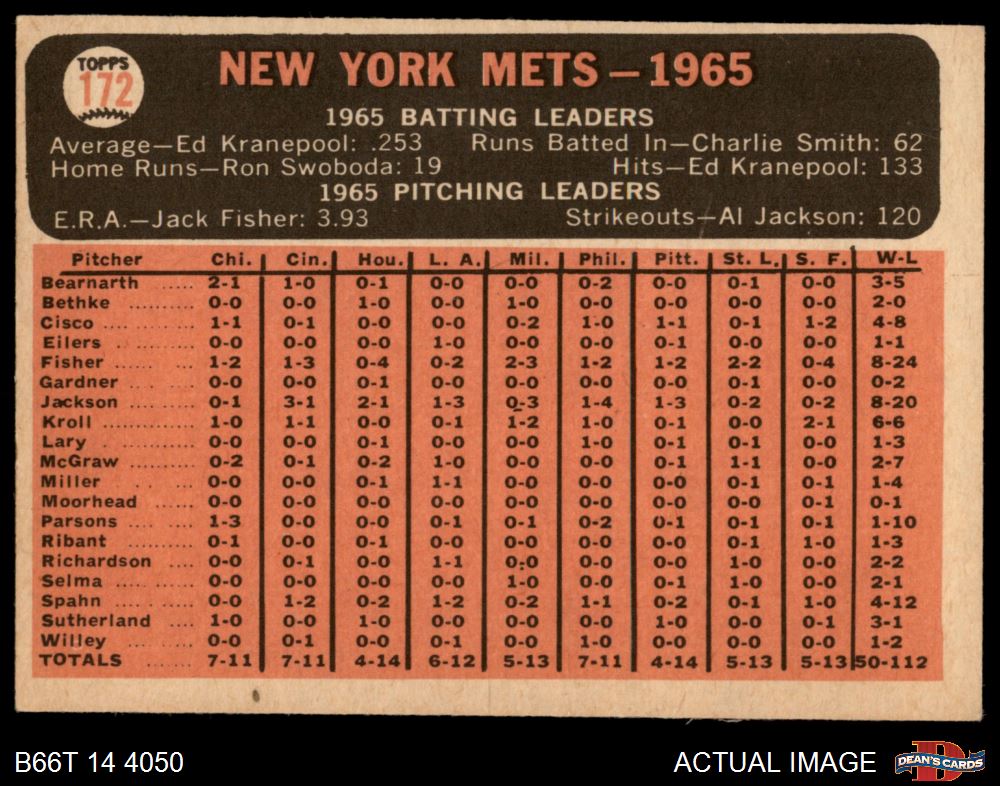 TOPPS
172
NEW YORK METS — 1965
1965 BATTING LEADERS
Average—Ed Kranepool: .253 Runs Batted In—Charlie Smith: 62
Home Runs—Ron Swoboda: 19 Hits—Ed Kranepool: 133
1965 PITCHING LEADERS
E.R.A.—Jack Fisher: 3.93 Strikeouts—Al Jackson: 120
Pitcher Chi. Cin. Hou. L. A. Mil. Phil. Pitt. St. L. S. F. W-L
Bearnarth ..... 2-1 1-0 0-1 0-0 0-0 0-2 0-0 0-1 0-0 3-5
Bethke ......... 0-0 0-0 1-0 0-0 1-0 0-0 0-0 0-0 0-0 2-0
Cisco .... ........ 1-1 0-1 0-0 0-0 0-2 1-0 1-1 0-1 1-2 4-8
Eilers . .......... 0-0 0-0 0-0 1-0 0-0 0-0 0-1 0-0 0-0 1-1
Fisher ...... ... 1-2 1-3 0-4 0-2 2-3 1-2 1-2 2-2 0-4 8-24
Gardner .. . .... 0-0 0-0 0-1 0-0 0-0 0-0 0-0 0-1 0-0 0-2
Jackson .... ..... 0-1 3-1 2-1 1-3 0-3 1-4 1-3 0-2 0-2 8-20
Kroll ............. 1-0 1-1 0-0 0-1 1-2 1-0 0-1 0-0 2-1 6-6
Lary . .......... 0-0 0-0 0-1 0-0 0-0 1-0 0-1 0-1 0-0 1-3
McGraw ......... 0-2 0-1 0-2 1-0 0-0 0-0 0-1 1-1 0-0 2-7
Miller . . .... 0-0 0-0 0-1 1-1 0-0 0-0 0-0 0-1 0-1 1-4
Moorhead ...... 0-0 0-0 0-0 0-0 0-0 0-0 0-0 0-0 0-1 0-1
Parsons .... .... 1-3 0-0 0-0 0-1 0-1 0-2 0-1 0-1 0-1 1-10
Ribant .......... 0-1 0-0 0-1 0-0 0-0 0-0 0-0 0-1 1-0 1-3
Richardson .... 0-0 0-1 0-0 1-1 0-0 0-0 0-0 1-0 0-0 2-2
Selma .......... 0-0 0-0 0-0 0-0 1-0 0-0 0-1 1-0 0-0 2-1
Spahn .... ..... 0-0 1-2 0-2 1-2 0-2 1-1 0-2 0-1 1-0 4-12
Sutherland .... 1-0 0-0 1-0 0-0 0-0 0-0 1-0 0-0 0-1 3-1
Willey .......... 0-0 0-1 0-0 0-1 0-0 1-0 0-0 0-0 0-0 1-2
TOTALS ...... 7-11 7-11 4-14 6-12 5-13 7-11 4-14 5-13 5-13 50-112
B66T 14 4050 ACTUAL IMAGE DEAN'S CARDS